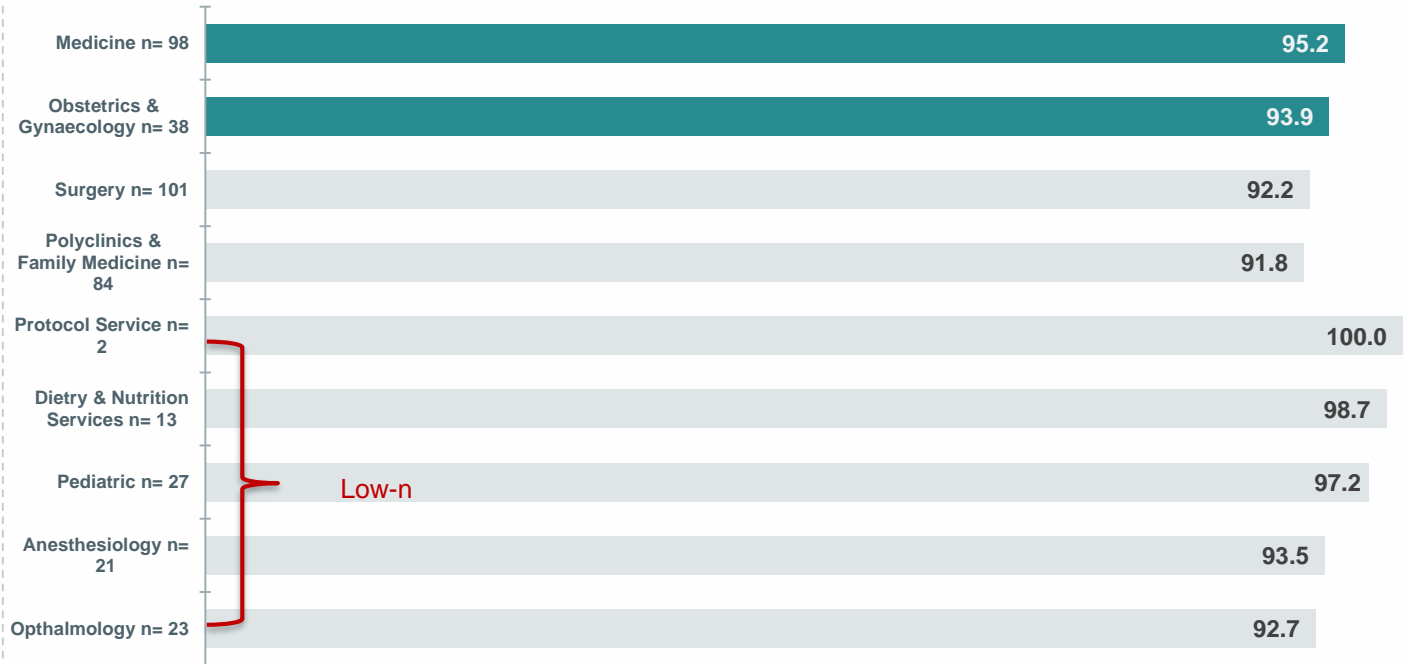 Medicine n= 98
95.2
Obstetrics &
Gynaecology n= 38
93.9
Surgery n= 101
92.2
Polyclinics &
Family Medicine n=
84
91.8
Protocol Service n=
2
100.0
Dietry & Nutrition
Services n= 13
98.7
Pediatric n= 27
97.2
Low-n
Anesthesiology n=
21
93.5
Opthalmology n= 23
92.7